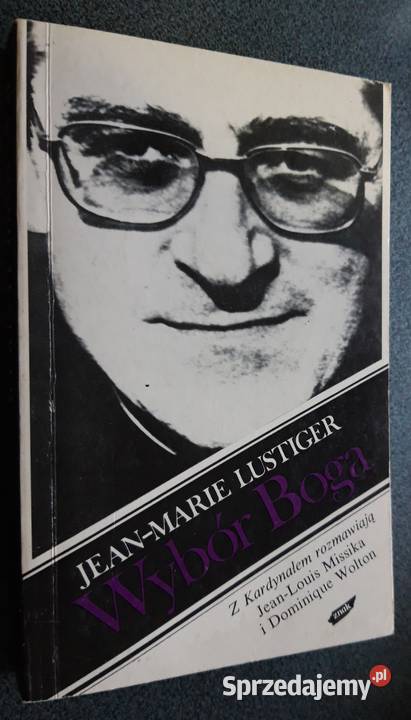 JEAN-MARIE LUSTIGER
Wybór Boga
Z Kardynałem rozmawiają
Jean-Louis Missika
i Dominique Wolton
znak
Sprzedajemy.pl